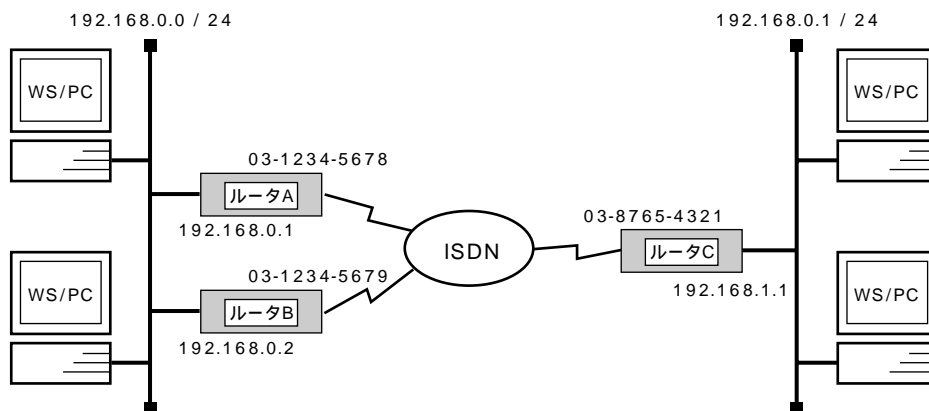 192.168.0.0 / 24
192.168.0.1 / 24
WS/PC
WS/PC
03-1234-5678
ルータA
192.168.0.1
ISDN
03-8765-4321
ルータC
192.168.1.1
03-1234-5679
ルータB
192.168.0.2
WS/PC
WS/PC